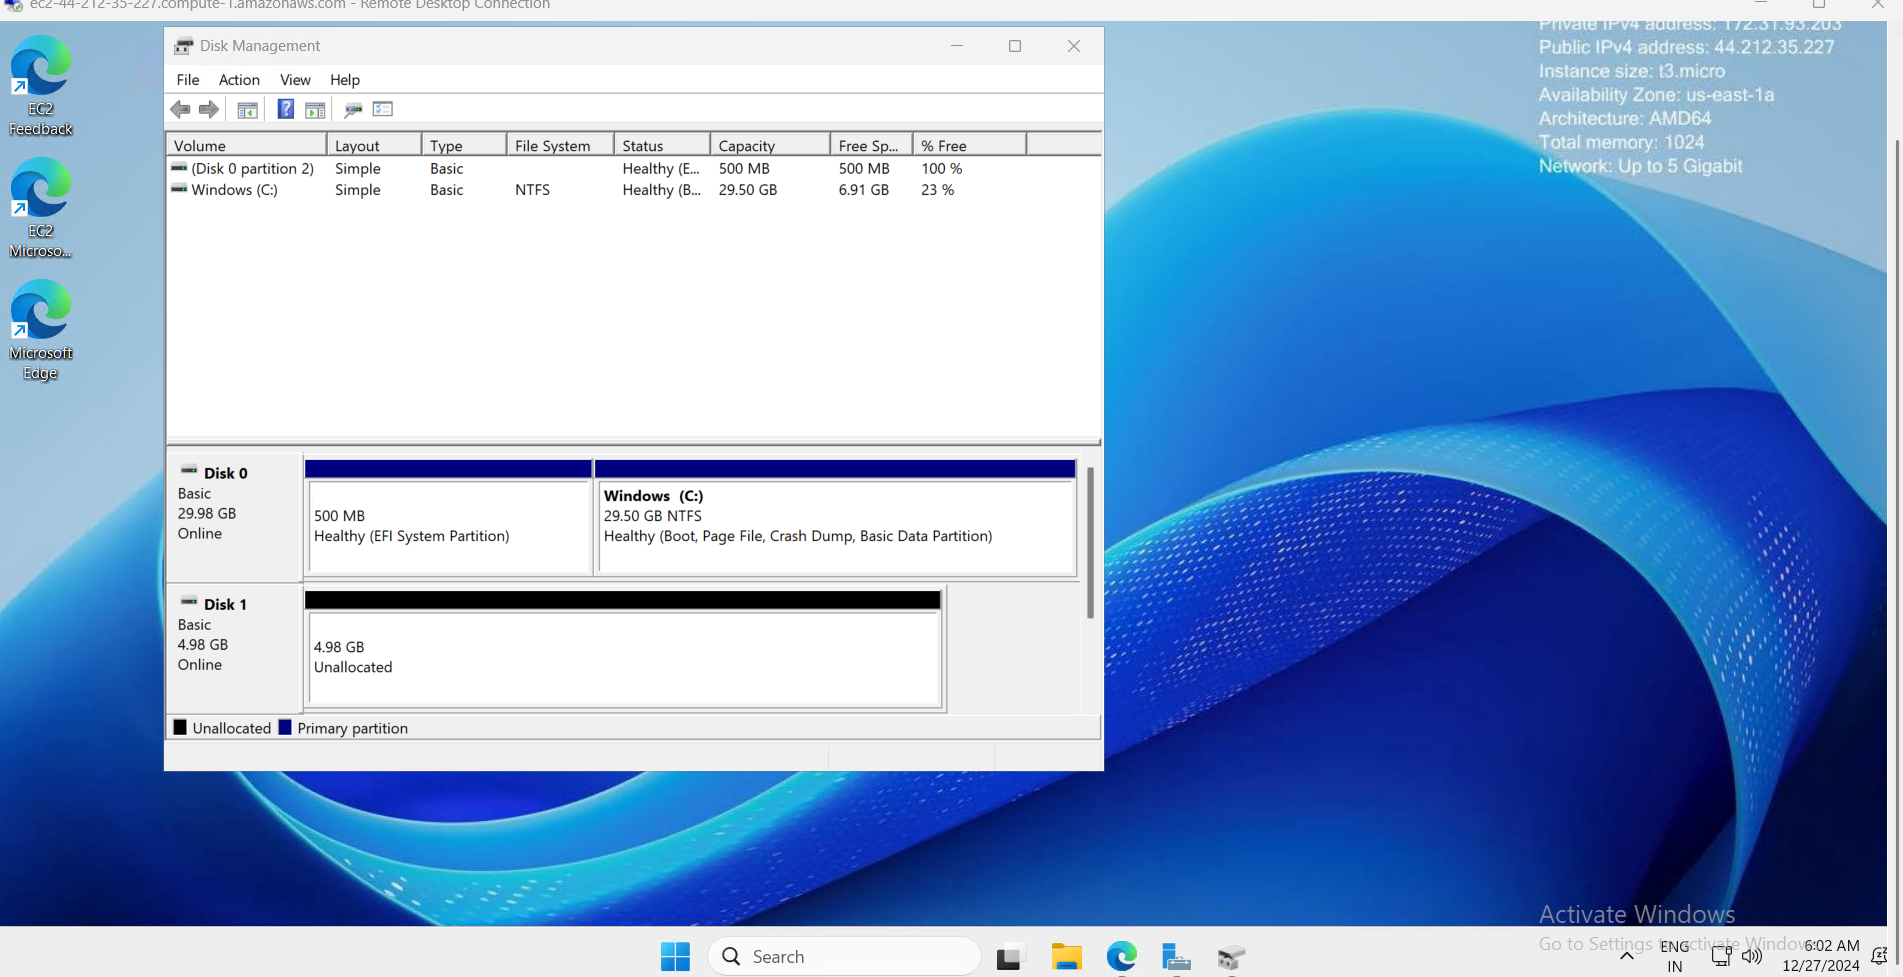 ec2-44-212-35-227.compute-1.amazonaws.com - Remote Desktop Connection
EC2
Feedback
EC2
Microso...
Microsoft
Edge
Private IPv4 address: 172.31.93.203
Public IPv4 address: 44.212.35.227
Instance size: t3.micro
Availability Zone: us-east-1a
Architecture: AMD64
Total memory: 1024
Network: Up to 5 Gigabit
Disk Management
File Action View Help
Volume Layout Type File System Status Capacity Free Sp... % Free
(Disk 0 partition 2) Simple Basic Healthy (E... 500 MB 500 MB 100 %
Windows (C:) Simple Basic NTFS Healthy (B... 29.50 GB 6.91 GB 23 %
Disk 0
Basic
29.98 GB
Online
500 MB
Healthy (EFI System Partition)
Windows (C:)
29.50 GB NTFS
Healthy (Boot, Page File, Crash Dump, Basic Data Partition)
Disk 1
Basic
4.98 GB
Online
4.98 GB
Unallocated
Unallocated Primary partition
Activate Windows
Go to Settings to activate Windows.
Search
ENG
IN
6:02 AM
12/27/2024